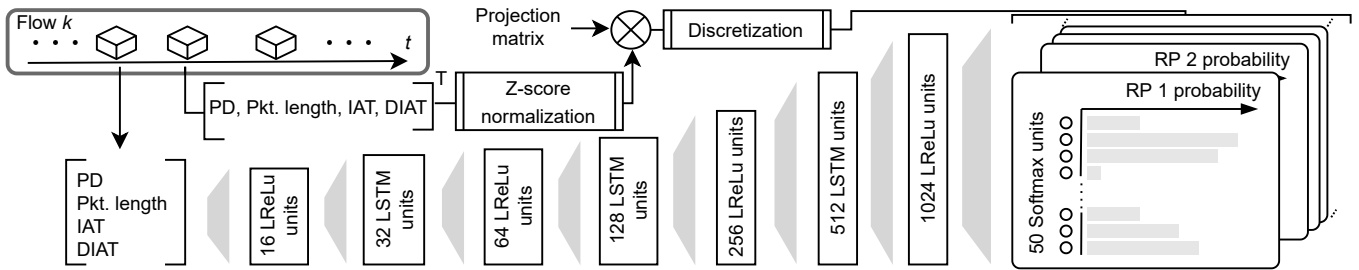 Flow k
t
Projection
matrix
Discretization
T
PD, Pkt. length, IAT, DIAT
Z-score
normalization
PD
Pkt. length
IAT
DIAT
16 LReLu
units
32 LSTM
units
64 LReLu
units
128 LSTM
units
256 LReLu units
512 LSTM units
1024 LReLu units
RP 2 probability
RP 1 probability
50 Softmax units